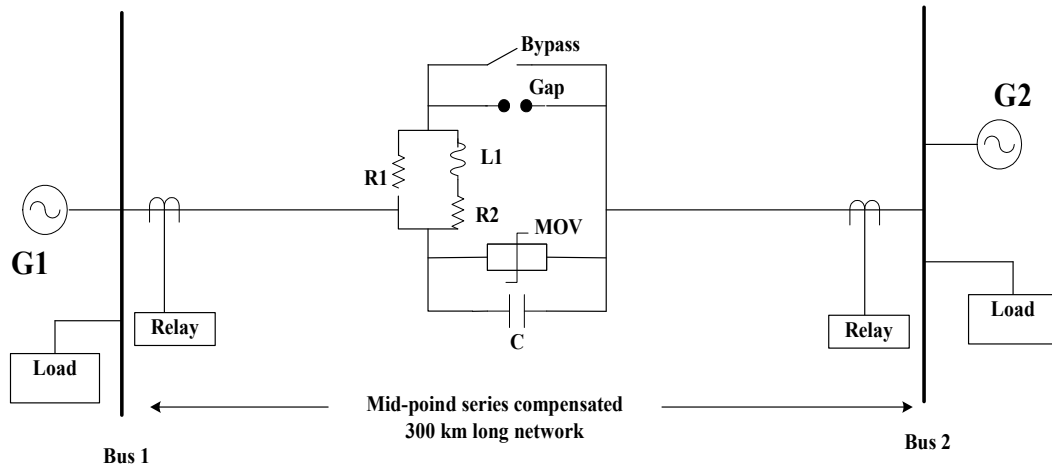 Bypass
Gap
G2
R1
L1
R2
MOV
G1
Relay
Load
C
Relay
Load
Mid-poind series compensated
300 km long network
Bus 1
Bus 2